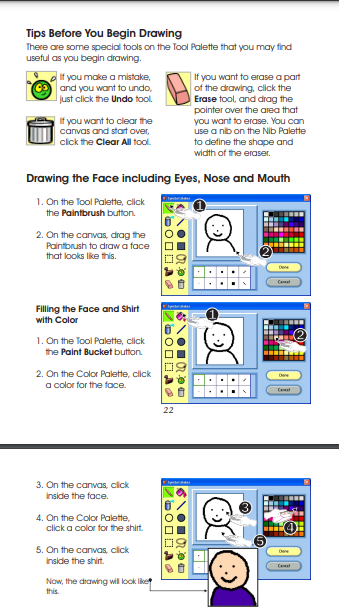 Tips Before You Begin Drawing
There are some special tools on the Tool Palette that you may find
useful as you begin drawing.
If you make a mistake,
and you want to undo,
just click the Undo tool.
If you want to clear the
canvas and start over,
click the Clear All tool.
If you want to erase a part
of the drawing, click the
Erase tool, and drag the
pointer over the area that
you want to erase. You can
use a nib on the Nib Palette
to define the shape and
width of the eraser.
Drawing the Face including Eyes, Nose and Mouth
1. On the Tool Palette, click
the Paintbrush button.
2. On the canvas, drag the
Paintbrush to draw a face
that looks like this.
1
2
Done
Cancel
Filling the Face and Shirt
with Color
1. On the Tool Palette, click
the Paint Bucket button.
2. On the Color Palette, click
a color for the face.
1
2
Done
Cancel
22
3. On the canvas, click
inside the face.
4. On the Color Palette,
click a color for the shirt.
5. On the canvas, click
inside the shirt.
Now, the drawing will look like
this.
3
4
5
Done
Cancel